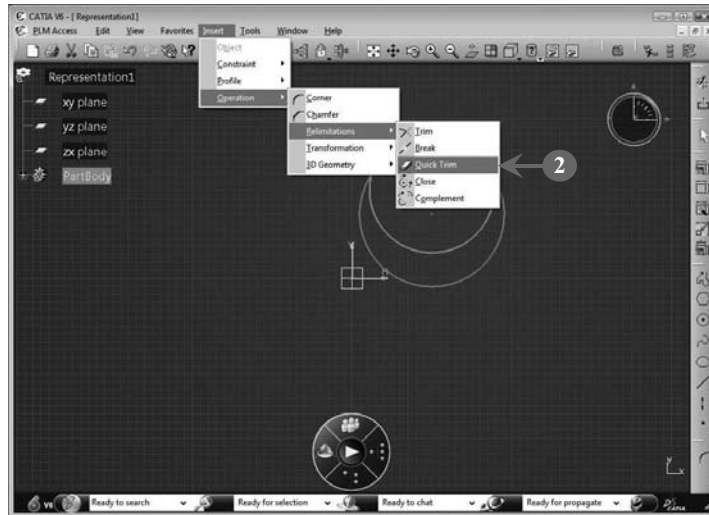 CATIA V6 - [ Representation1]
PLM Access Edit View Favorites Insert Tools Window Help
Object
Constraint
Profile
Operation
Corner
Chamfer
Relimitations
Transformation
3D Geometry
Trim
Break
Quick Trim
Close
Complement
2
Representation1
xy plane
yz plane
zx plane
PartBody
Y
H
y
x
V6 Ready to search Ready for selection Ready to chat Ready for propagate CATIA